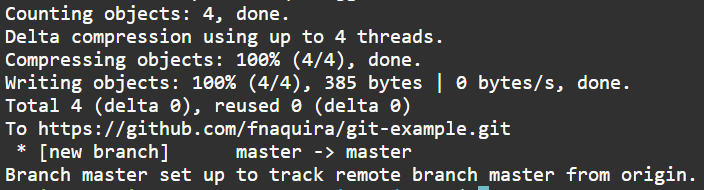 Counting objects: 4, done.
Delta compression using up to 4 threads.
Compressing objects: 100% (4/4), done.
Writing objects: 100% (4/4), 385 bytes | 0 bytes/s, done.
Total 4 (delta 0), reused 0 (delta 0)
To https://github.com/fnaquira/git-example.git
 * [new branch]      master -> master
Branch master set up to track remote branch master from origin.